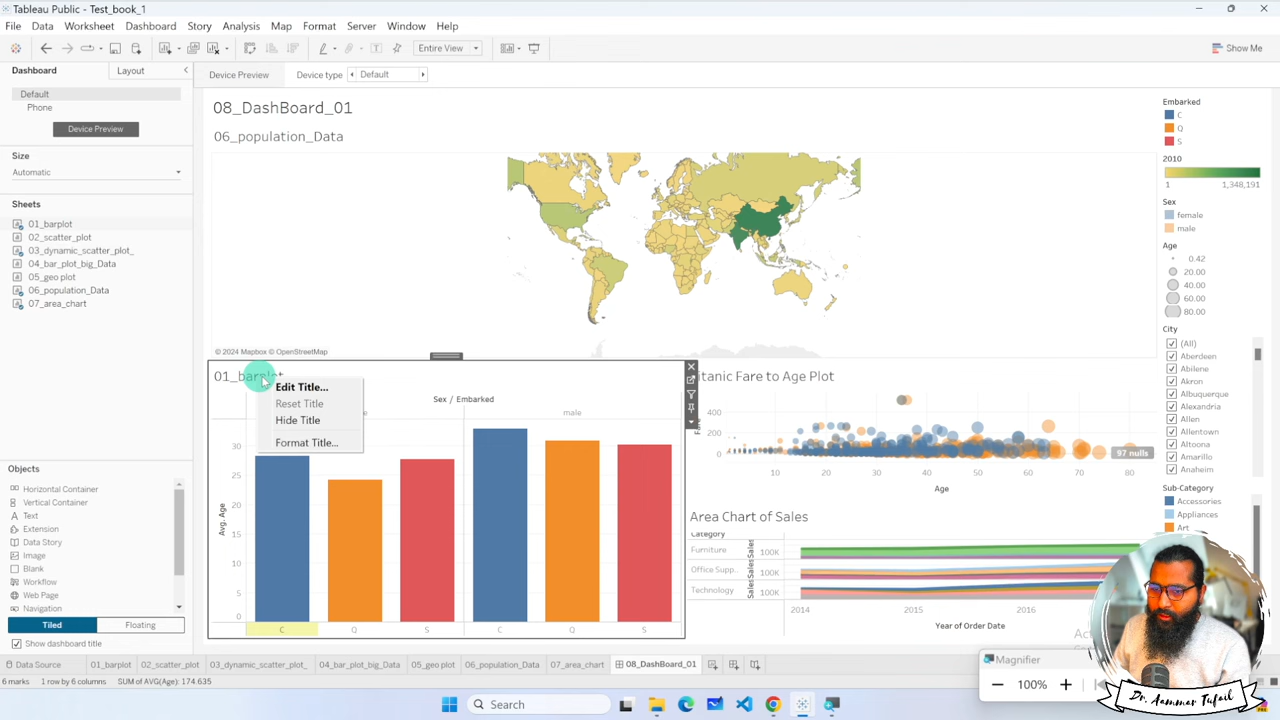 Tableau Public - Test_book_1
File Data Worksheet Dashboard Story Analysis Map Format Server Window Help
Entire View
Show Me
Dashboard Layout
Device Preview Device type Default
Default
Phone
Device Preview
Size
Automatic
Sheets
01_barplot
02_scatter_plot
03_dynamic_scatter_plot_
04_bar_plot_big_Data
05_geo plot
06_population_Data
07_area_chart
Objects
Horizontal Container
Vertical Container
Text
Extension
Data Story
Image
Blank
Workflow
Web Page
Navigation
Tiled Floating
Show dashboard title
08_DashBoard_01
06_population_Data
© 2024 Mapbox © OpenStreetMap
01_barplot
Edit Title...
Reset Title
Hide Title
Format Title...
Sex / Embarked
male
30
25
20
15
10
5
0
Avg. Age
C Q S C Q S
itanic Fare to Age Plot
400
200
0
97 nulls
10 20 30 40 50 60 70 80
Age
Area Chart of Sales
Category
Furniture 100K
Office Supp.. 100K
Technology 100K
Sales Sales Sales
2014 2015 2016
Year of Order Date
Embarked
C
Q
S
2010
1 1,348,191
Sex
female
male
Age
0.42
20.00
40.00
60.00
80.00
City
(All)
Aberdeen
Abilene
Akron
Albuquerque
Alexandria
Allen
Allentown
Altoona
Amarillo
Anaheim
Sub-Category
Accessories
Appliances
Art
Data Source 01_barplot 02_scatter_plot 03_dynamic_scatte 04_bar_plot_big_Data 05_geo plot 06_population_Data 07_area_chart 08_DashBoard_01
6 marks 1 row by 6 columns SUM of AVG(Age): 174.635
Magnifier
100%
Search
Dr. Aammar Tufail